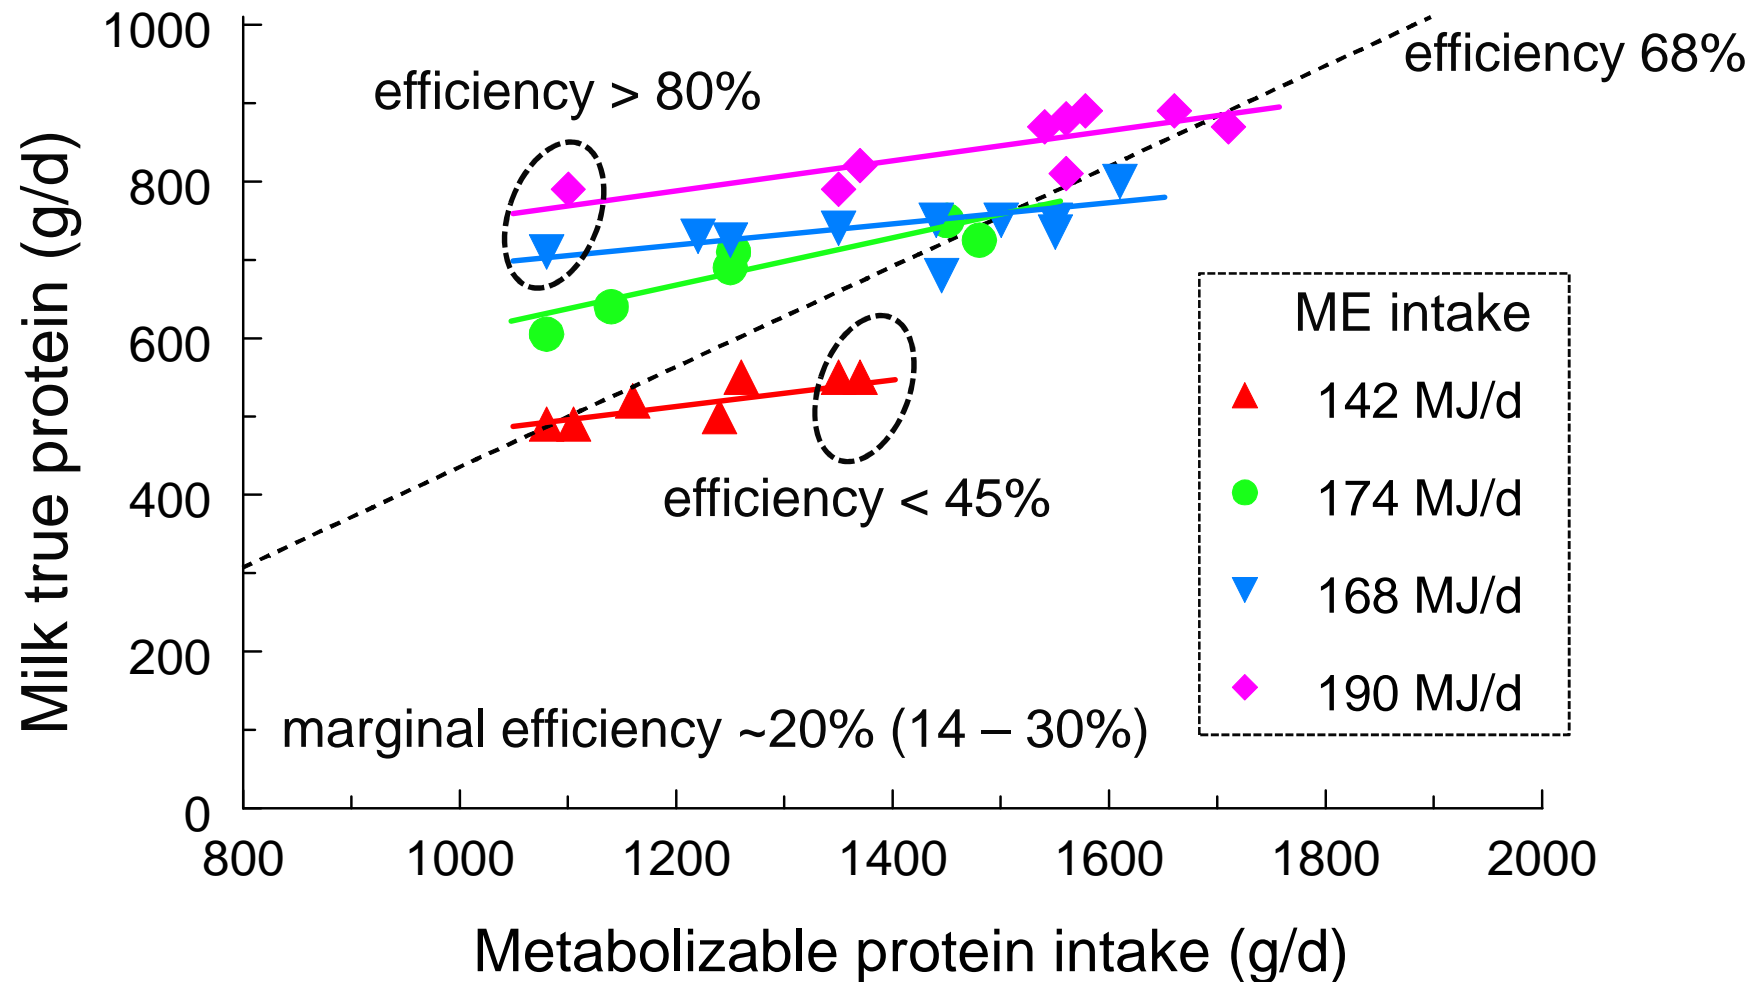 1000
800
600
400
200
0
Milk true protein (g/d)
efficiency > 80%
efficiency 68%
efficiency < 45%
marginal efficiency ~20% (14 – 30%)
ME intake
142 MJ/d
174 MJ/d
168 MJ/d
190 MJ/d
800 1000 1200 1400 1600 1800 2000
Metabolizable protein intake (g/d)